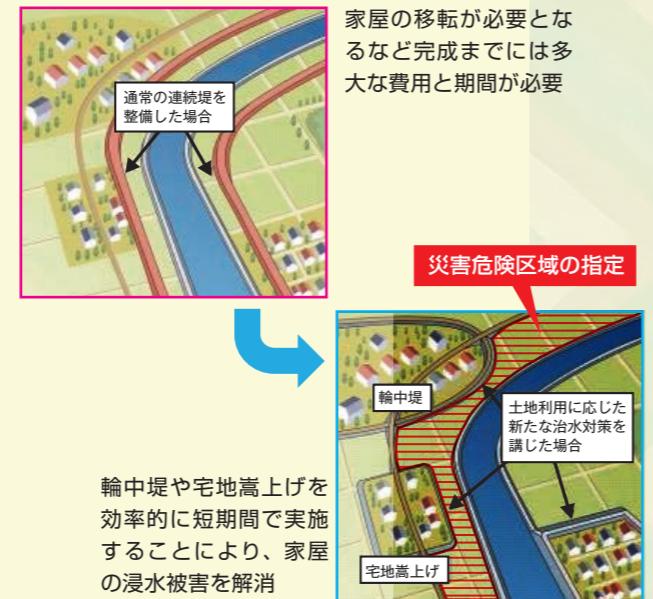 家屋の移転が必要とな
るなど完成までには多
大な費用と期間が必要
通常の連続堤を
整備した場合
災害危険区域の指定
輪中堤
土地利用に応じた
新たな治水対策を
講じた場合
宅地嵩上げ
輪中堤や宅地嵩上げを
効率的に短期間で実施
することにより、家屋
の浸水被害を解消